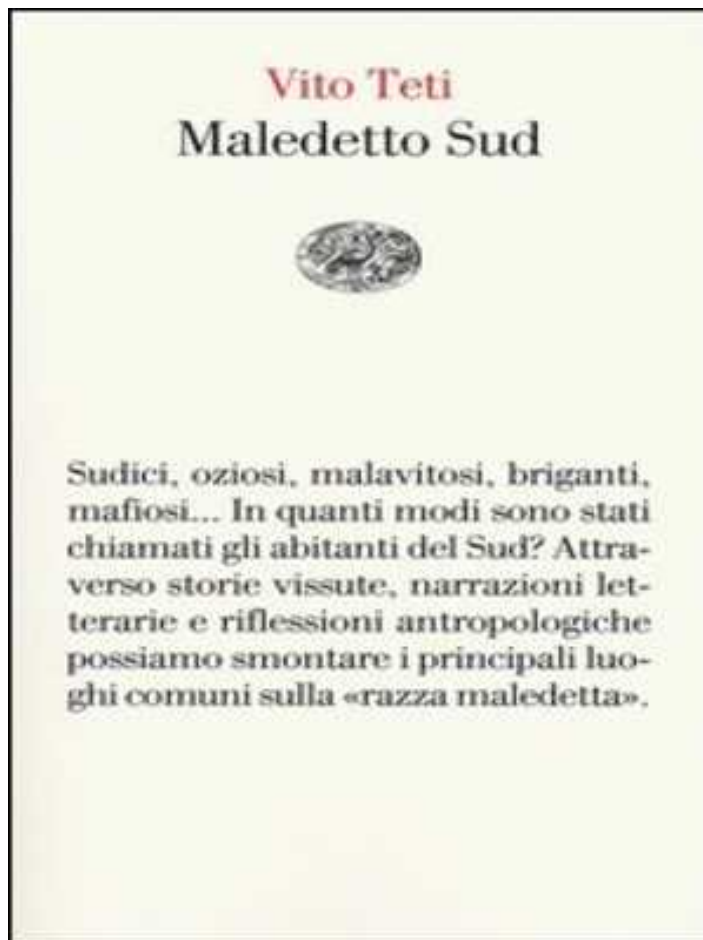 Vito Teti
Maledetto Sud
Sudici, oziosi, malavitosi, briganti,
mafiosi... In quanti modi sono stati
chiamati gli abitanti del Sud? Attra-
verso storie vissute, narrazioni let-
terarie e riflessioni antropologiche
possiamo smontare i principali luo-
ghi comuni sulla «razza maledetta».